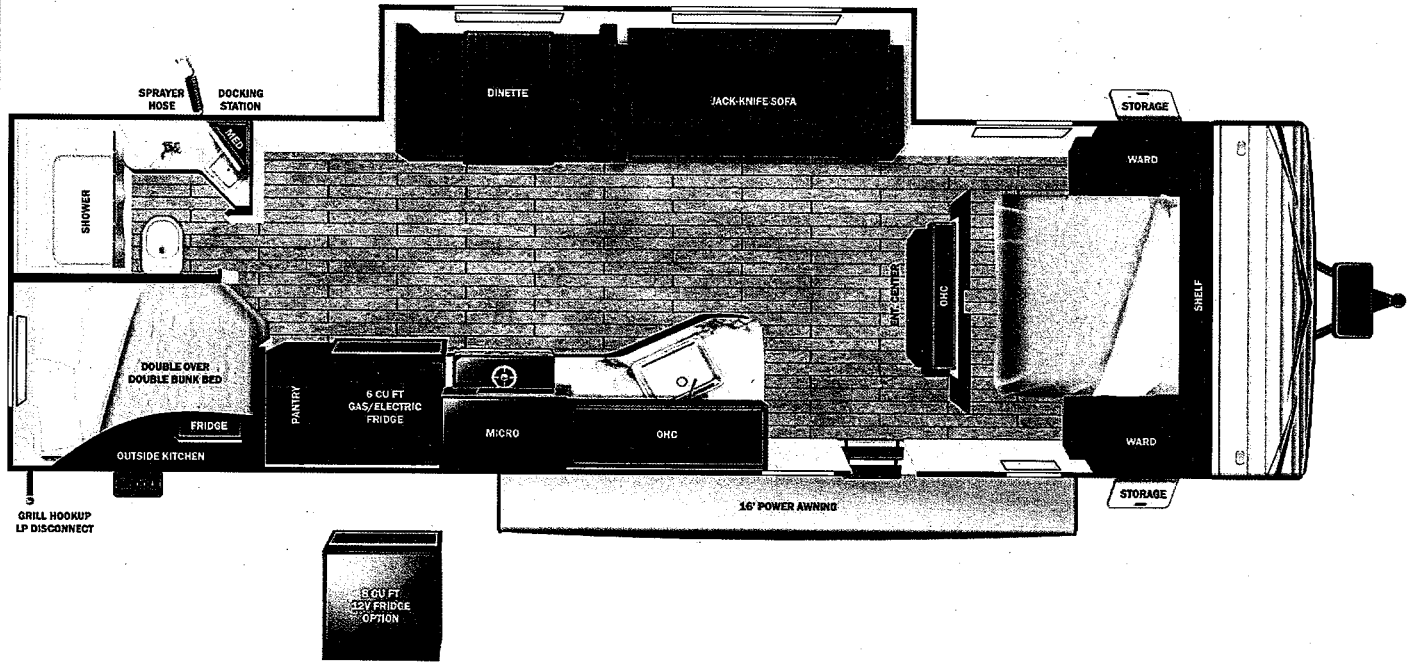 SPRAYER
HOSE
DOCKING
STATION
MED
SHOWER
DINETTE
JACK-KNIFE SOFA
STORAGE
WARD
ENT. CENTER
OHC
SHELF
DOUBLE OVER
DOUBLE BUNK BED
FRIDGE
OUTSIDE KITCHEN
PANTRY
6 CU FT
GAS/ELECTRIC
FRIDGE
MICRO
OHC
WARD
STORAGE
GRILL HOOKUP
LP DISCONNECT
16' POWER AWNING
8 CU FT
12V FRIDGE
OPTION